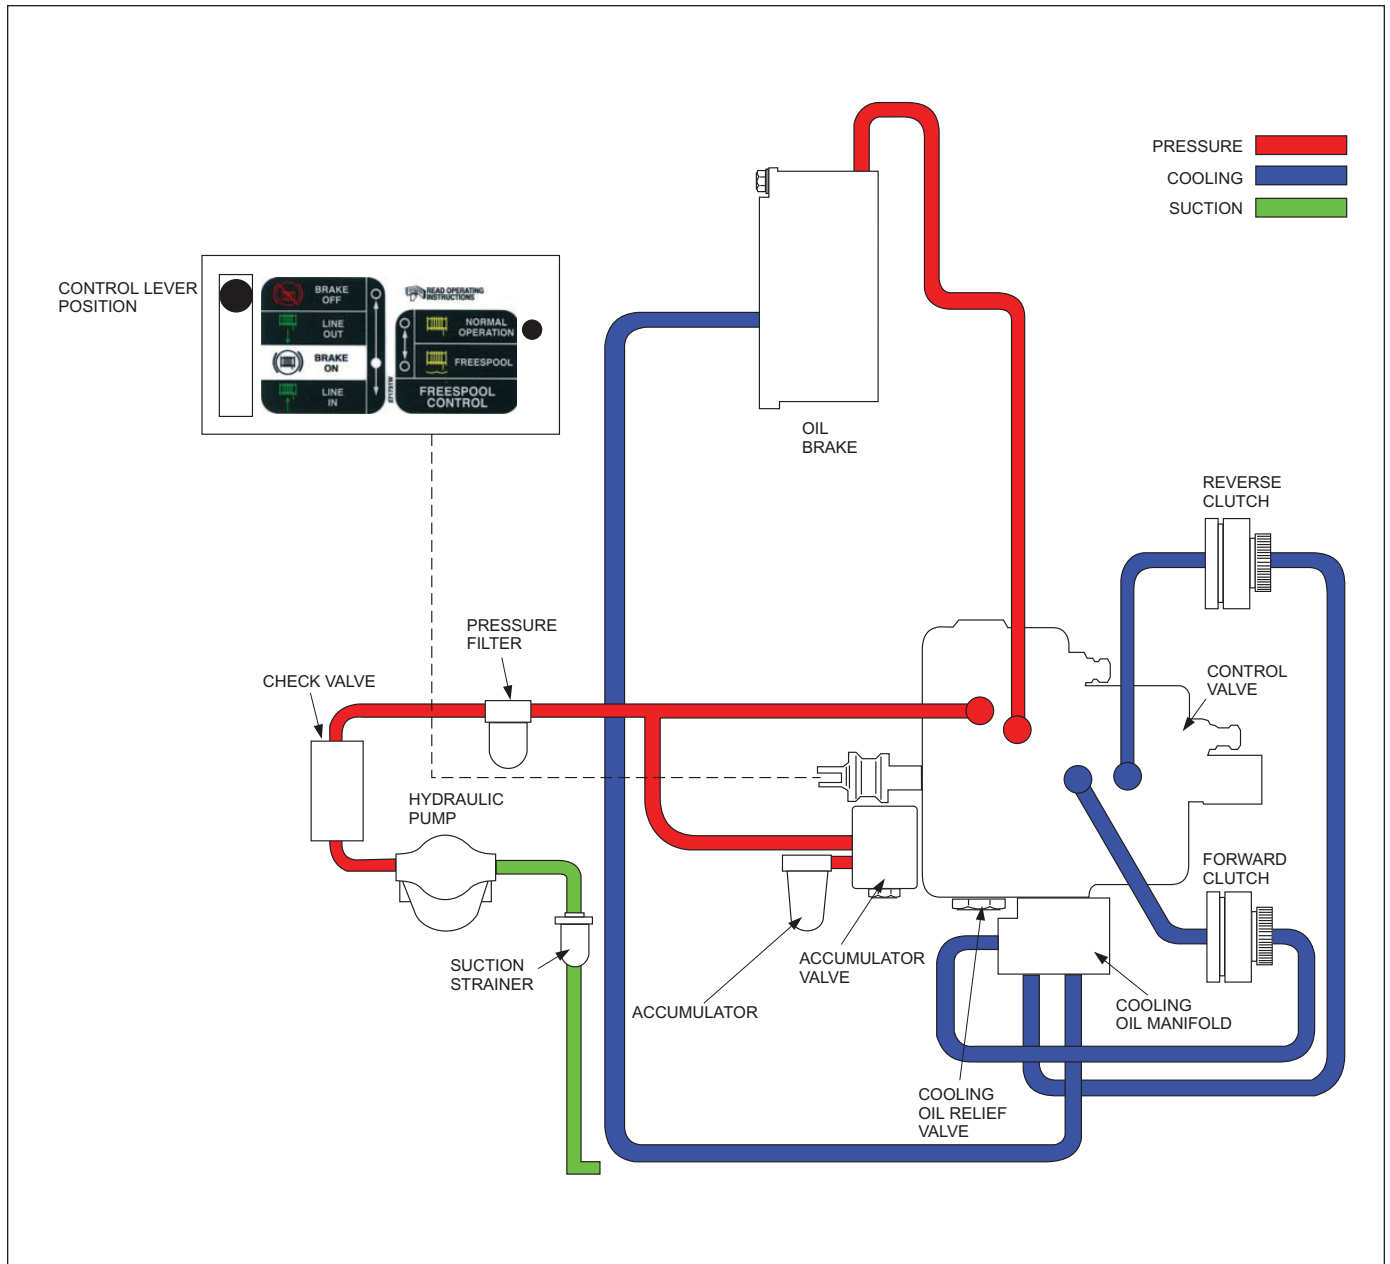 PRESSURE
COOLING
SUCTION
CONTROL LEVER
POSITION
BRAKE
OFF
LINE
OUT
BRAKE
ON
LINE
IN
READ OPERATING
INSTRUCTIONS
NORMAL
OPERATION
FREESPOOL
FREESPOOL
CONTROL
OIL
BRAKE
REVERSE
CLUTCH
PRESSURE
FILTER
CHECK VALVE
CONTROL
VALVE
HYDRAULIC
PUMP
FORWARD
CLUTCH
SUCTION
STRAINER
ACCUMULATOR
VALVE
ACCUMULATOR
COOLING
OIL MANIFOLD
COOLING
OIL RELIEF
VALVE